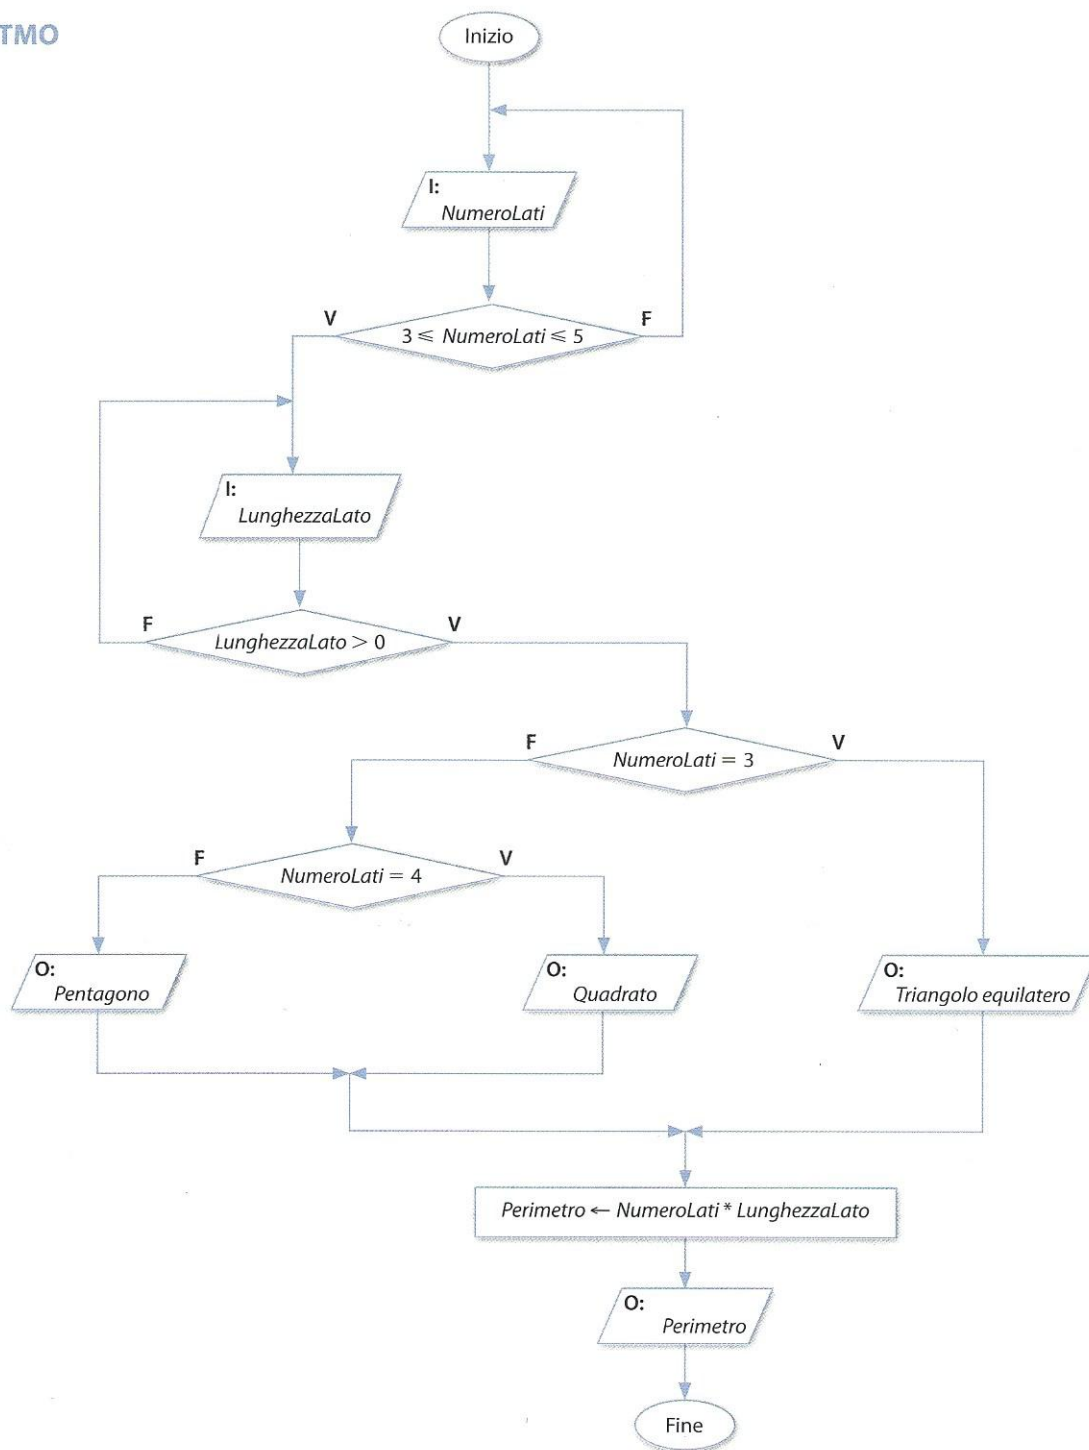 TMO
Inizio
I:
NumeroLati
V
3 ≤ NumeroLati ≤ 5
F
I:
LunghezzaLato
F
LunghezzaLato > 0
V
F
NumeroLati = 3
V
F
NumeroLati = 4
V
O:
Pentagono
O:
Quadrato
O:
Triangolo equilatero
Perimetro ← NumeroLati * LunghezzaLato
O:
Perimetro
Fine